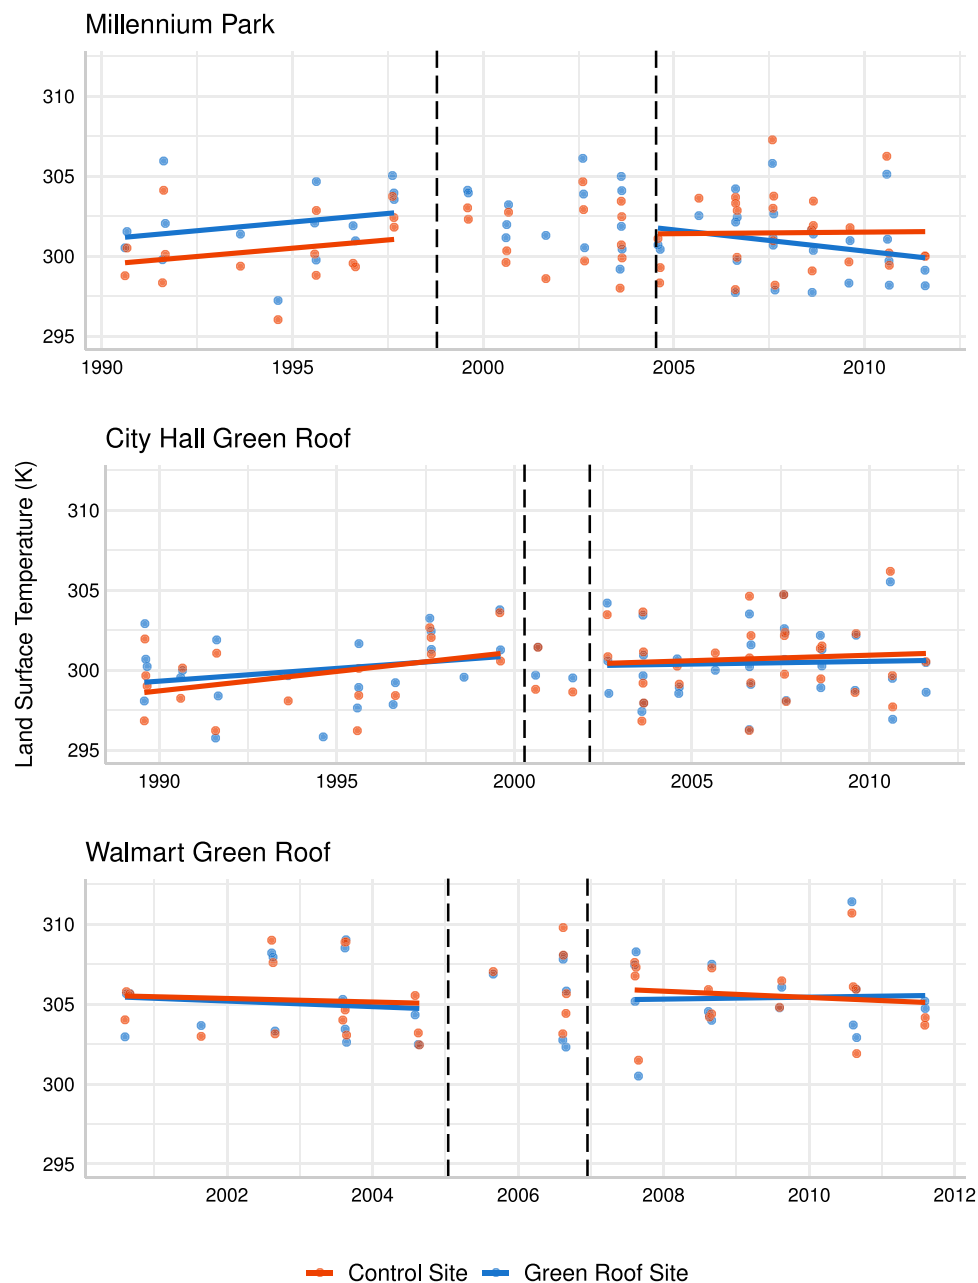 Millennium Park
310
305
300
295
1990 1995 2000 2005 2010
City Hall Green Roof
Land Surface Temperature (K)
310
305
300
295
1990 1995 2000 2005 2010
Walmart Green Roof
310
305
300
295
2002 2004 2006 2008 2010 2012
Control Site Green Roof Site